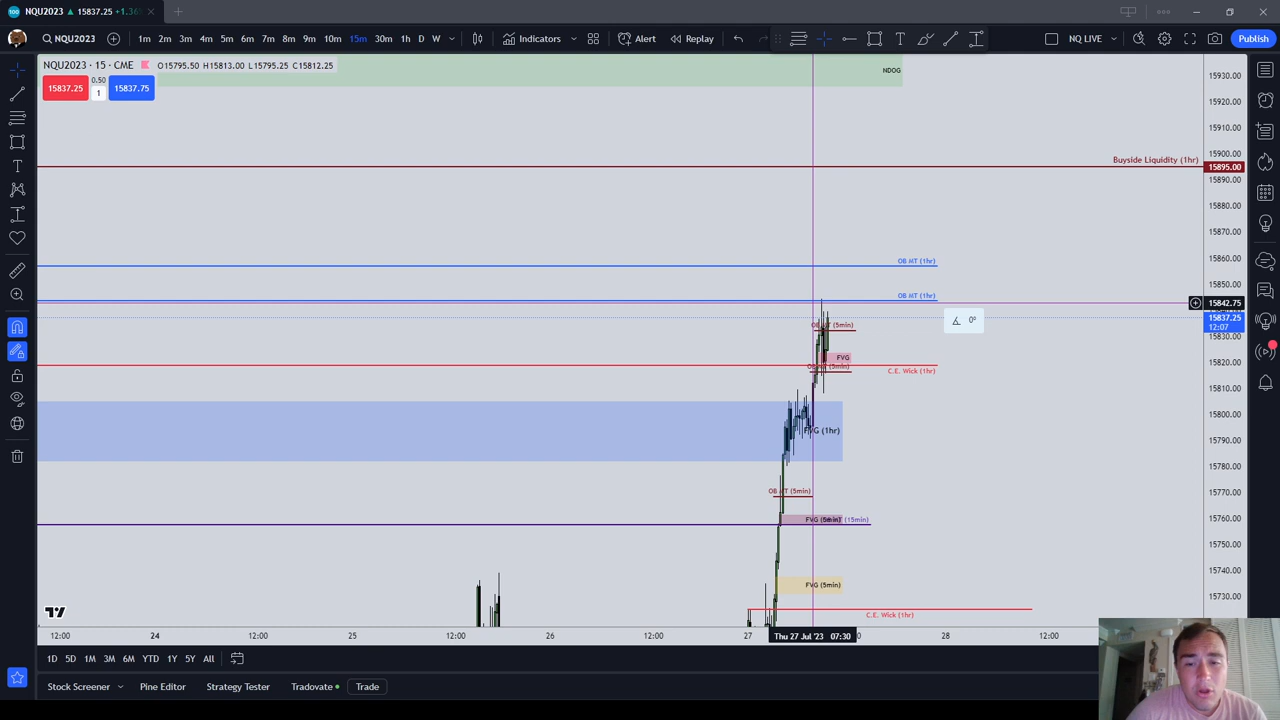 NQU2023 ▲ 15837.25 +1.36
NQU2023 1m 2m 3m 4m 5m 6m 7m 8m 9m 10m 15m 30m 1h D W Indicators Alert Replay NQ LIVE Publish
NQU2023 · 15 · CME O15795.50 H15813.00 L15795.25 C15812.25
15837.25 0.50 1 15837.75
NDOG
15930.00
15920.00
15910.00
15900.00
Buyside Liquidity (1hr) 15895.00
15890.00
15880.00
15870.00
OB MT (1hr)
15860.00
15850.00
OB MT (1hr)
15842.75
0°
15837.25
12:07
OB MT (5min)
15830.00
FVG
15820.00
OB MT (5min)
C.E. Wick (1hr)
15810.00
15800.00
FVG (1hr)
15790.00
15780.00
15770.00
OB MT (5min)
15760.00
FVG (5min)
(15min)
15750.00
15740.00
FVG (5min)
15730.00
C.E. Wick (1hr)
12:00 24 12:00 25 12:00 26 12:00 27 Thu 27 Jul '23 07:30 28 12:00
1D 5D 1M 3M 6M YTD 1Y 5Y All
Stock Screener Pine Editor Strategy Tester Tradovate Trade